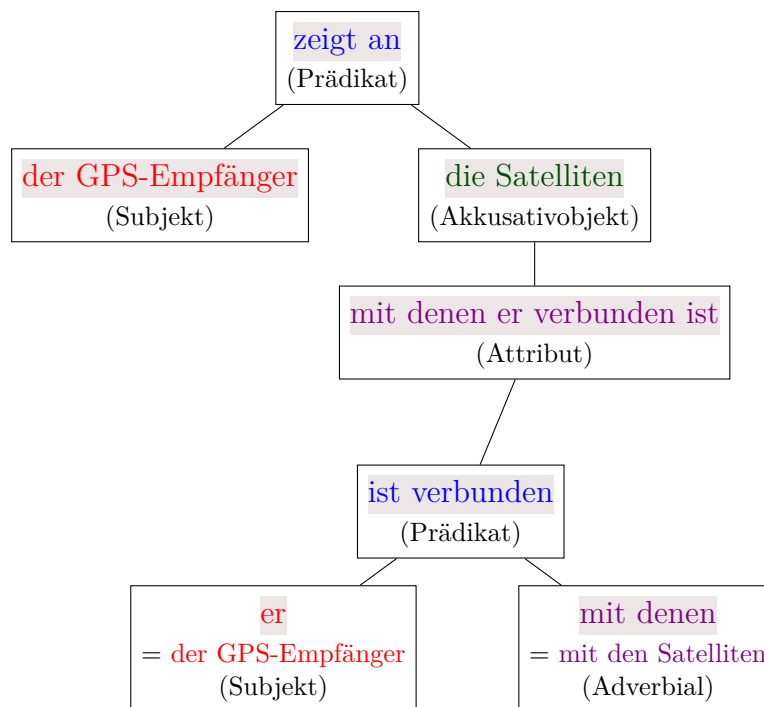 zeigt an
(Prädikat)
der GPS-Empfänger
(Subjekt)
die Satelliten
(Akkusativobjekt)
mit denen er verbunden ist
(Attribut)
ist verbunden
(Prädikat)
er
= der GPS-Empfänger
(Subjekt)
mit denen
= mit den Satelliten
(Adverbial)